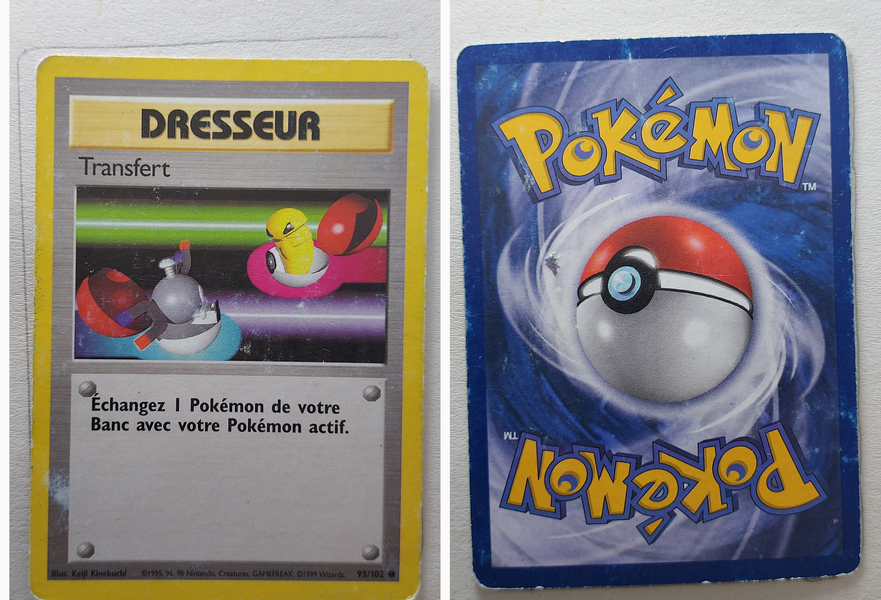 DRESSEUR
Transfert
Échangez 1 Pokémon de votre
Banc avec votre Pokémon actif.
Illus. Keiji Kinebuchi ©1995, 96, 98 Nintendo, Creatures, GAMEFREAK. ©1999 Wizards. 95/102
POKéMON
TM
TM
POKéMON